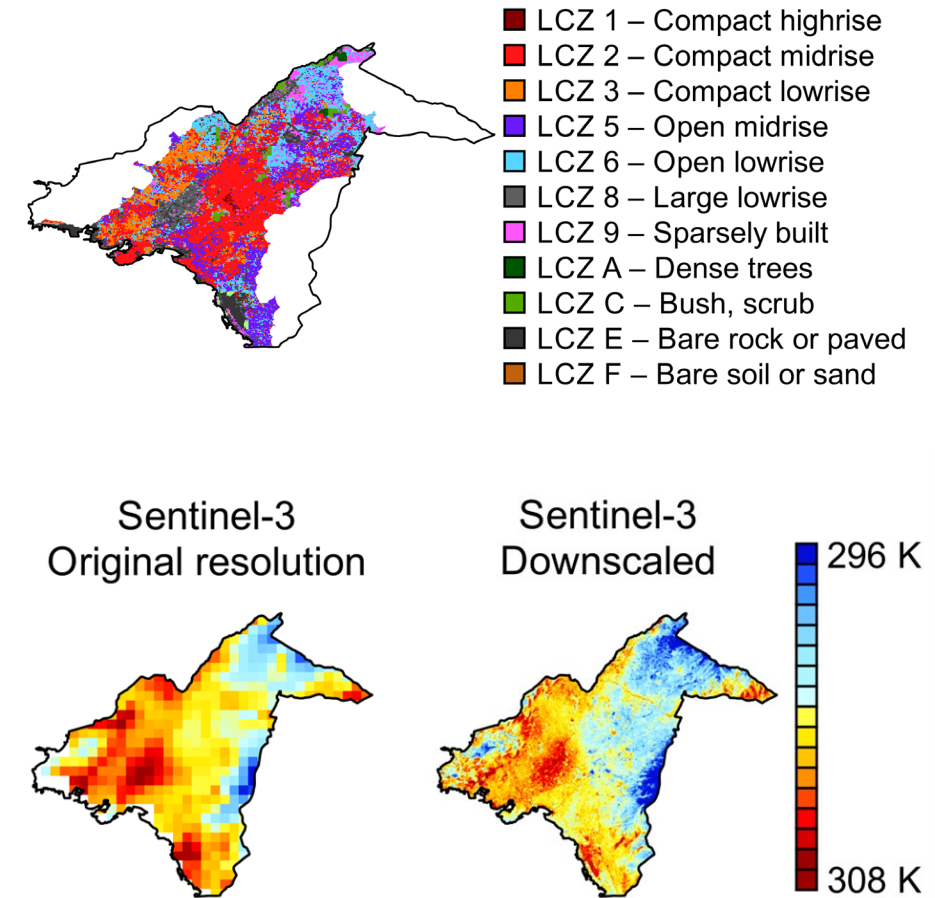 LCZ 1 – Compact highrise
LCZ 2 – Compact midrise
LCZ 3 – Compact lowrise
LCZ 5 – Open midrise
LCZ 6 – Open lowrise
LCZ 8 – Large lowrise
LCZ 9 – Sparsely built
LCZ A – Dense trees
LCZ C – Bush, scrub
LCZ E – Bare rock or paved
LCZ F – Bare soil or sand
Sentinel-3
Original resolution
Sentinel-3
Downscaled
296 K
308 K